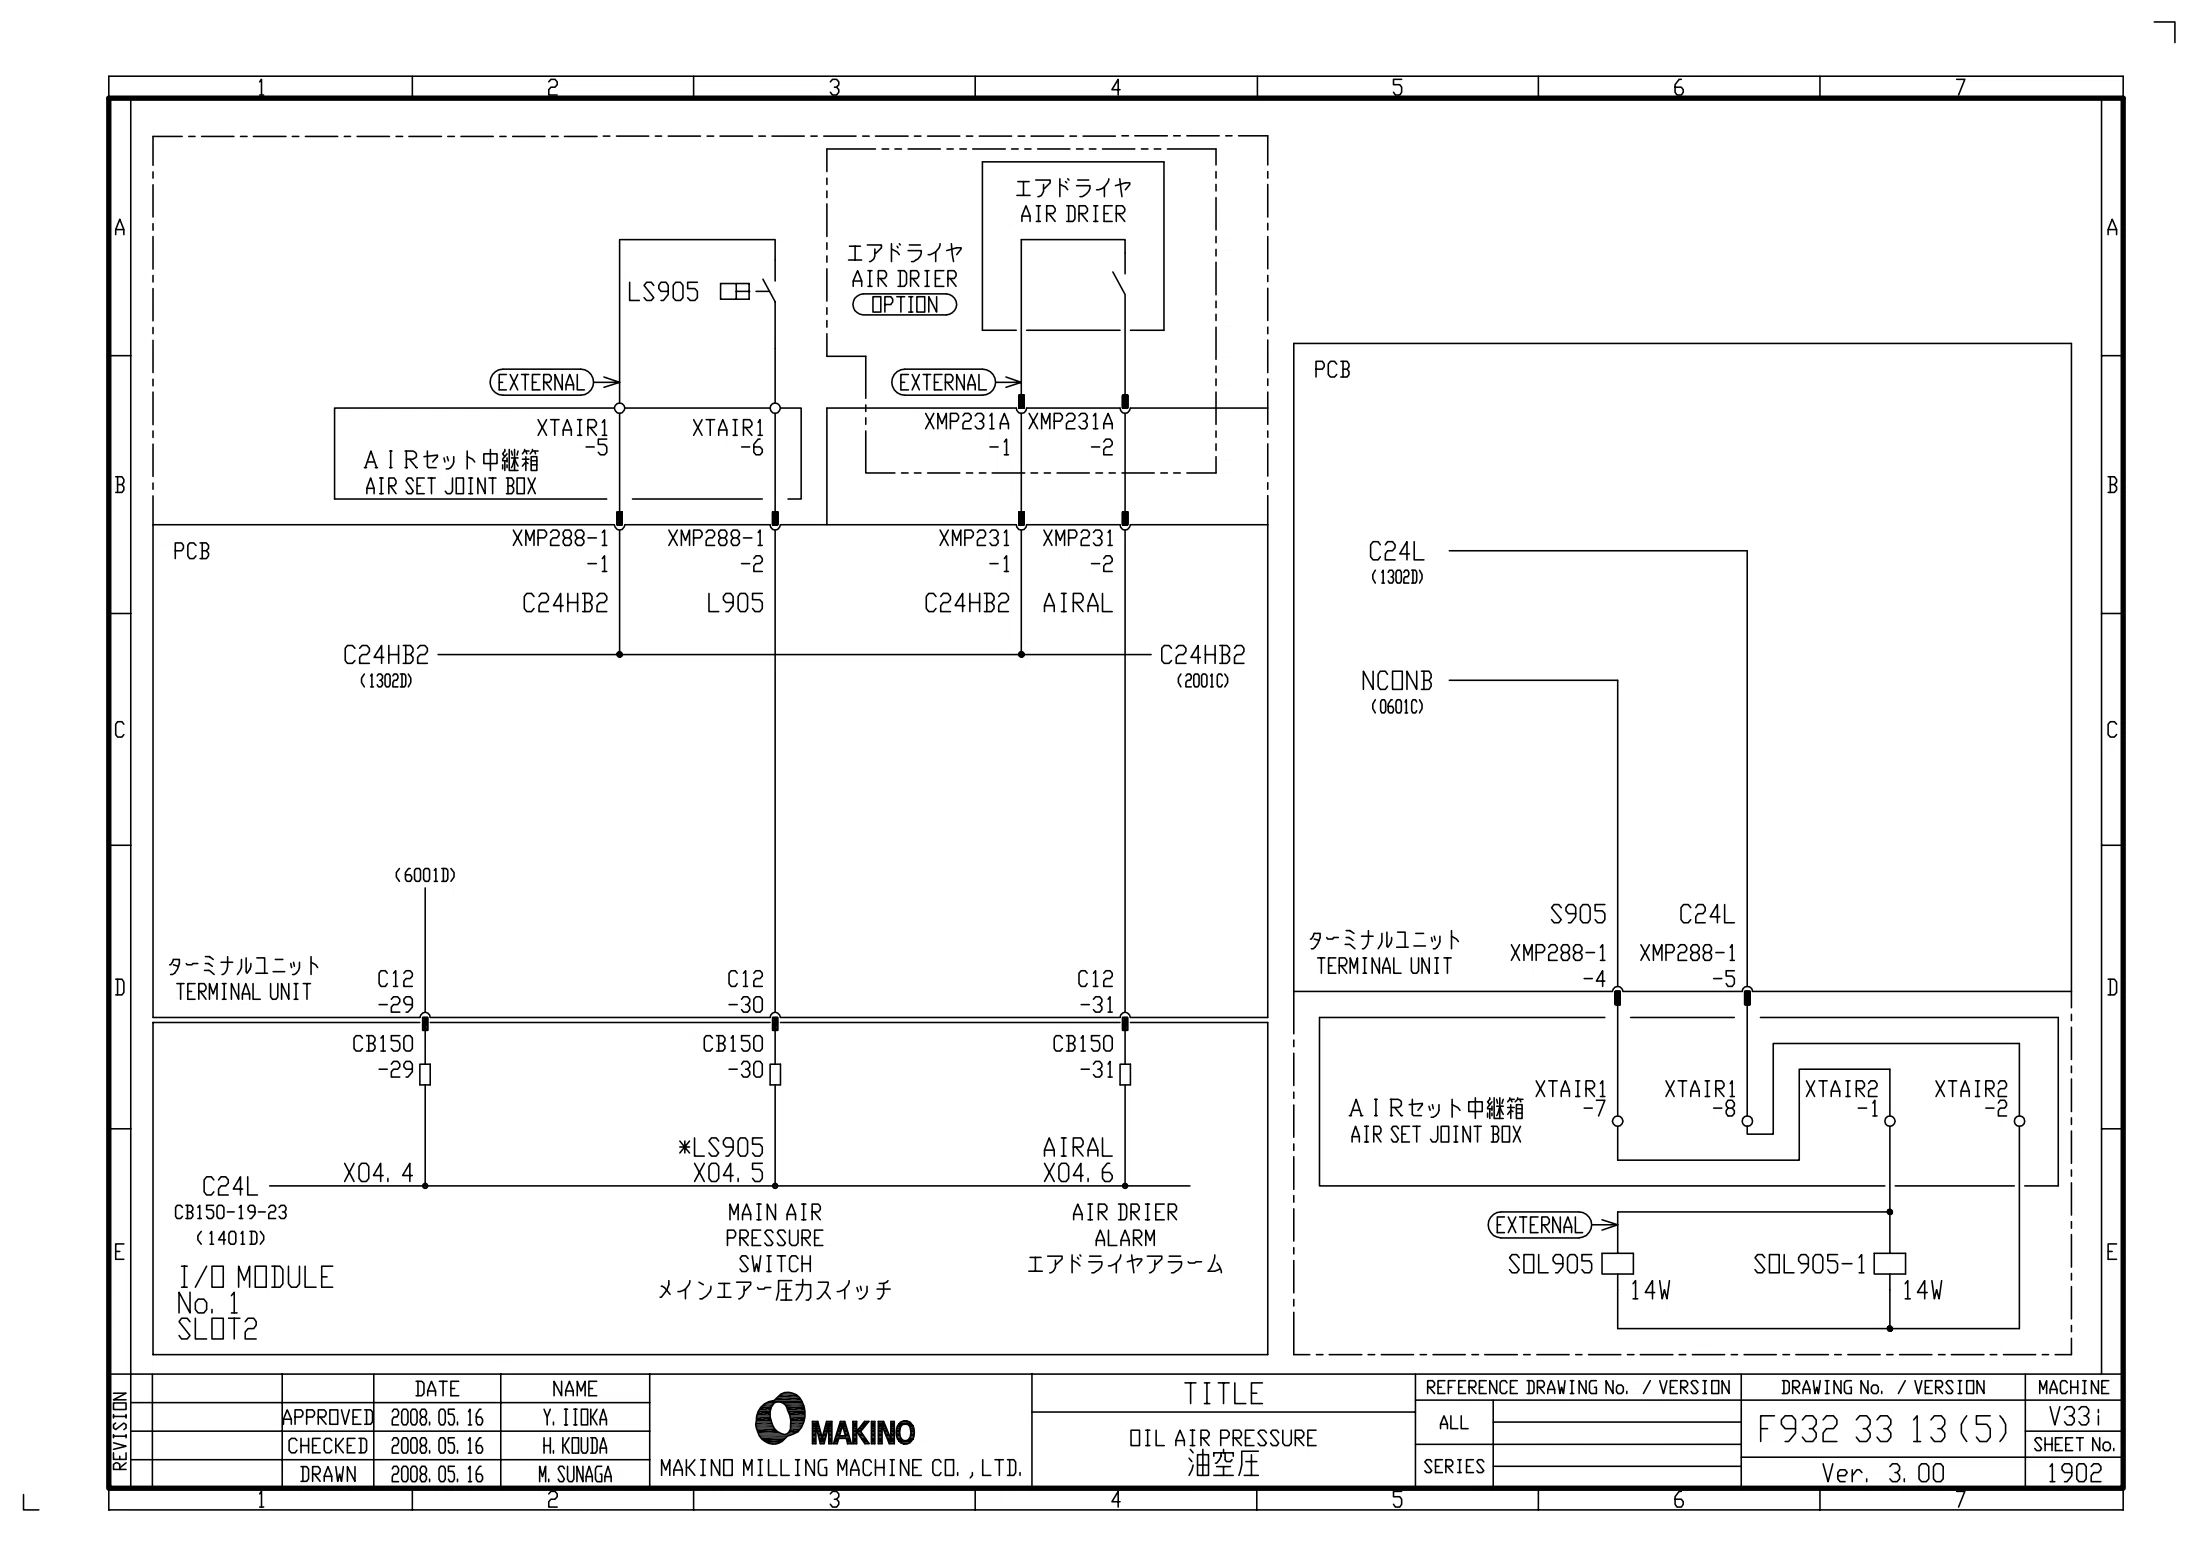 1 2 3 4 5 6 7
A
B
C
D
E
エアドライヤ
AIR DRIER
エアドライヤ
AIR DRIER
OPTION
LS905
EXTERNAL
EXTERNAL
XTAIR1
-5
XTAIR1
-6
AIRセット中継箱
AIR SET JOINT BOX
XMP231A
-1
XMP231A
-2
PCB
XMP288-1
-1
XMP288-1
-2
XMP231
-1
XMP231
-2
C24HB2
L905
C24HB2
AIRAL
C24HB2
(1302D)
C24HB2
(2001C)
(6001D)
ターミナルユニット
TERMINAL UNIT
C12
-29
C12
-30
C12
-31
CB150
-29
CB150
-30
CB150
-31
X04.4
*LS905
X04.5
AIRAL
X04.6
C24L
CB150-19-23
(1401D)
MAIN AIR
PRESSURE
SWITCH
メインエアー圧力スイッチ
AIR DRIER
ALARM
エアドライヤアラーム
I/O MODULE
No. 1
SLOT2
PCB
C24L
(1302D)
NCONB
(0601C)
S905
C24L
ターミナルユニット
TERMINAL UNIT
XMP288-1
-4
XMP288-1
-5
XTAIR1
-7
XTAIR1
-8
XTAIR2
-1
XTAIR2
-2
AIRセット中継箱
AIR SET JOINT BOX
EXTERNAL
SOL905
14W
SOL905-1
14W
A
B
C
D
E
REVISION
DATE NAME
APPROVED 2008.05.16 Y. IIOKA
CHECKED 2008.05.16 H. KOUDA
DRAWN 2008.05.16 M. SUNAGA
MAKINO
MAKINO MILLING MACHINE CO.,LTD.
TITLE
OIL AIR PRESSURE
油空圧
REFERENCE DRAWING No. / VERSION
ALL
SERIES
DRAWING No. / VERSION
F932 33 13(5)
Ver. 3.00
MACHINE
V33i
SHEET No.
1902
1 2 3 4 5 6 7